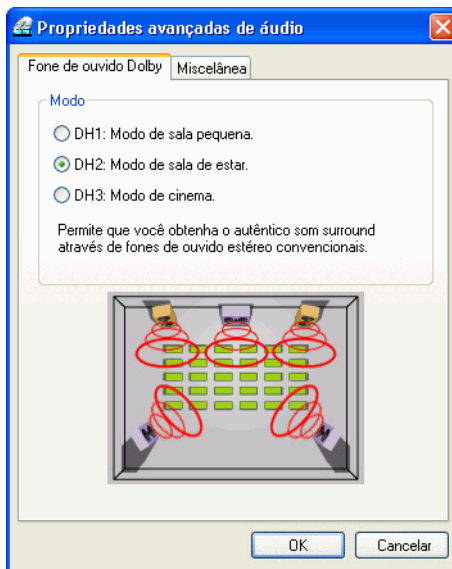 Propriedades avançadas de áudio
Fone de ouvido Dolby
Miscelânea
Modo
DH1: Modo de sala pequena.
DH2: Modo de sala de estar.
DH3: Modo de cinema.
Permite que você obtenha o autêntico som surround
através de fones de ouvido estéreo convencionais.
OK
Cancelar